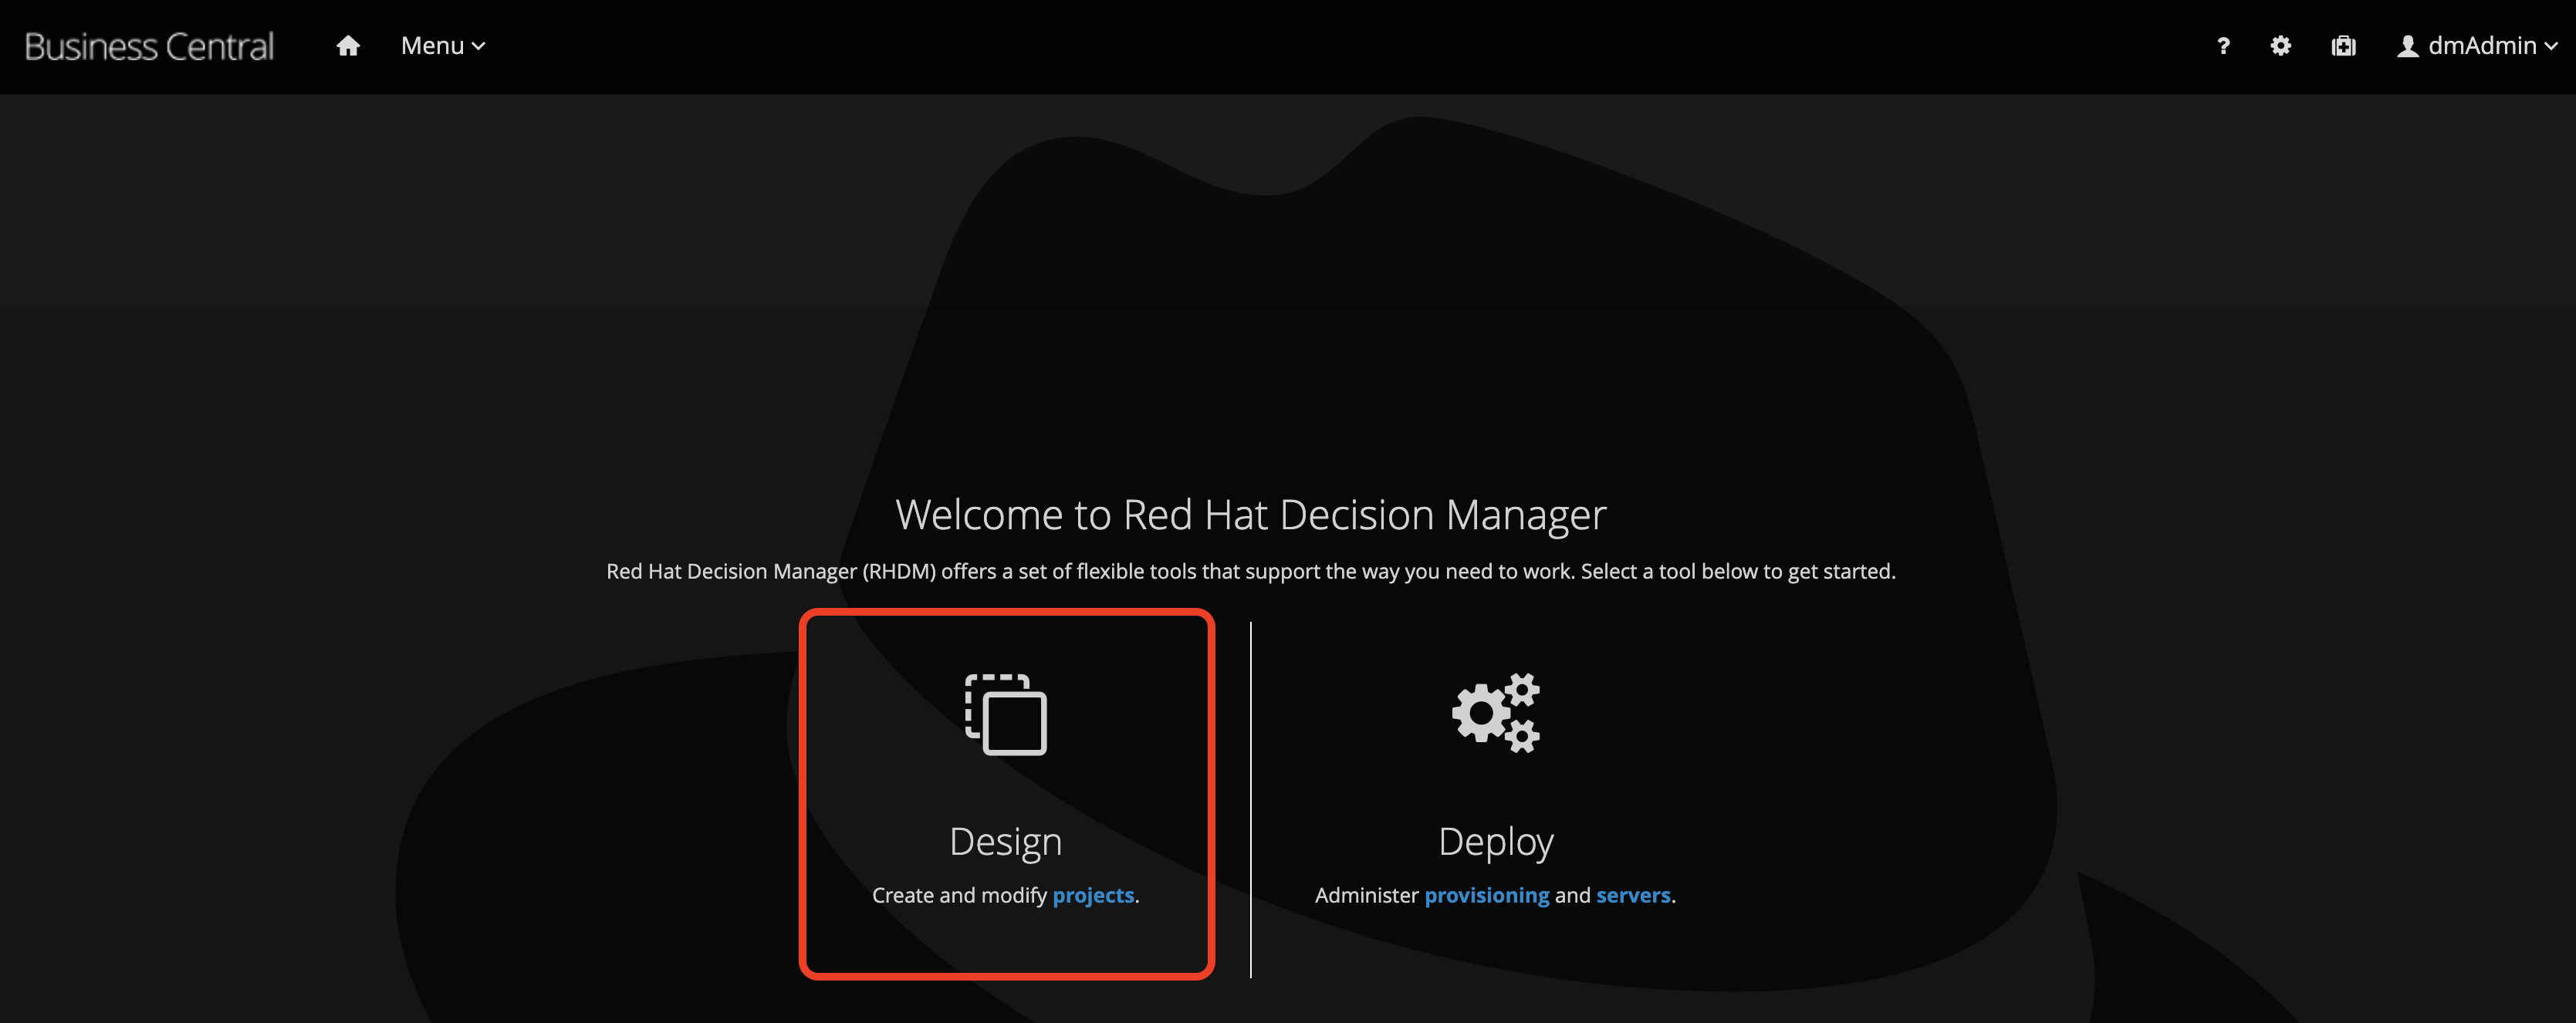 Business Central
Menu
? dmAdmin
Welcome to Red Hat Decision Manager
Red Hat Decision Manager (RHDM) offers a set of flexible tools that support the way you need to work. Select a tool below to get started.
Design
Create and modify projects.
Deploy
Administer provisioning and servers.